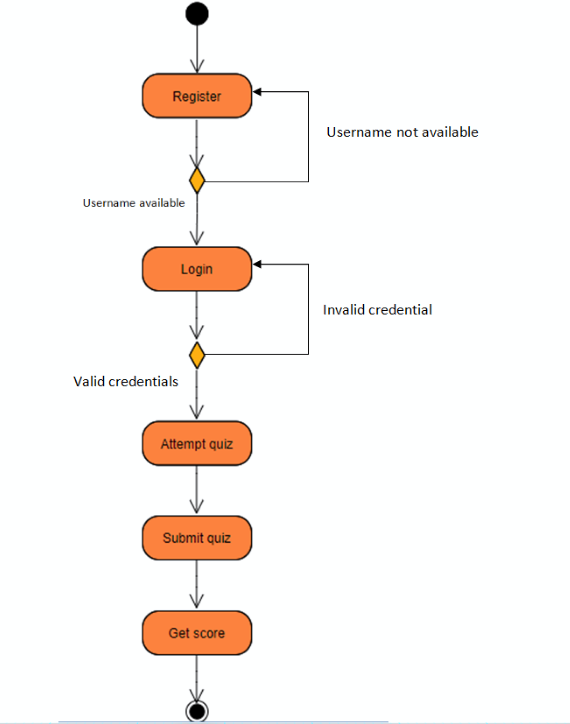 Register
Username not available
Username available
Login
Invalid credential
Valid credentials
Attempt quiz
Submit quiz
Get score